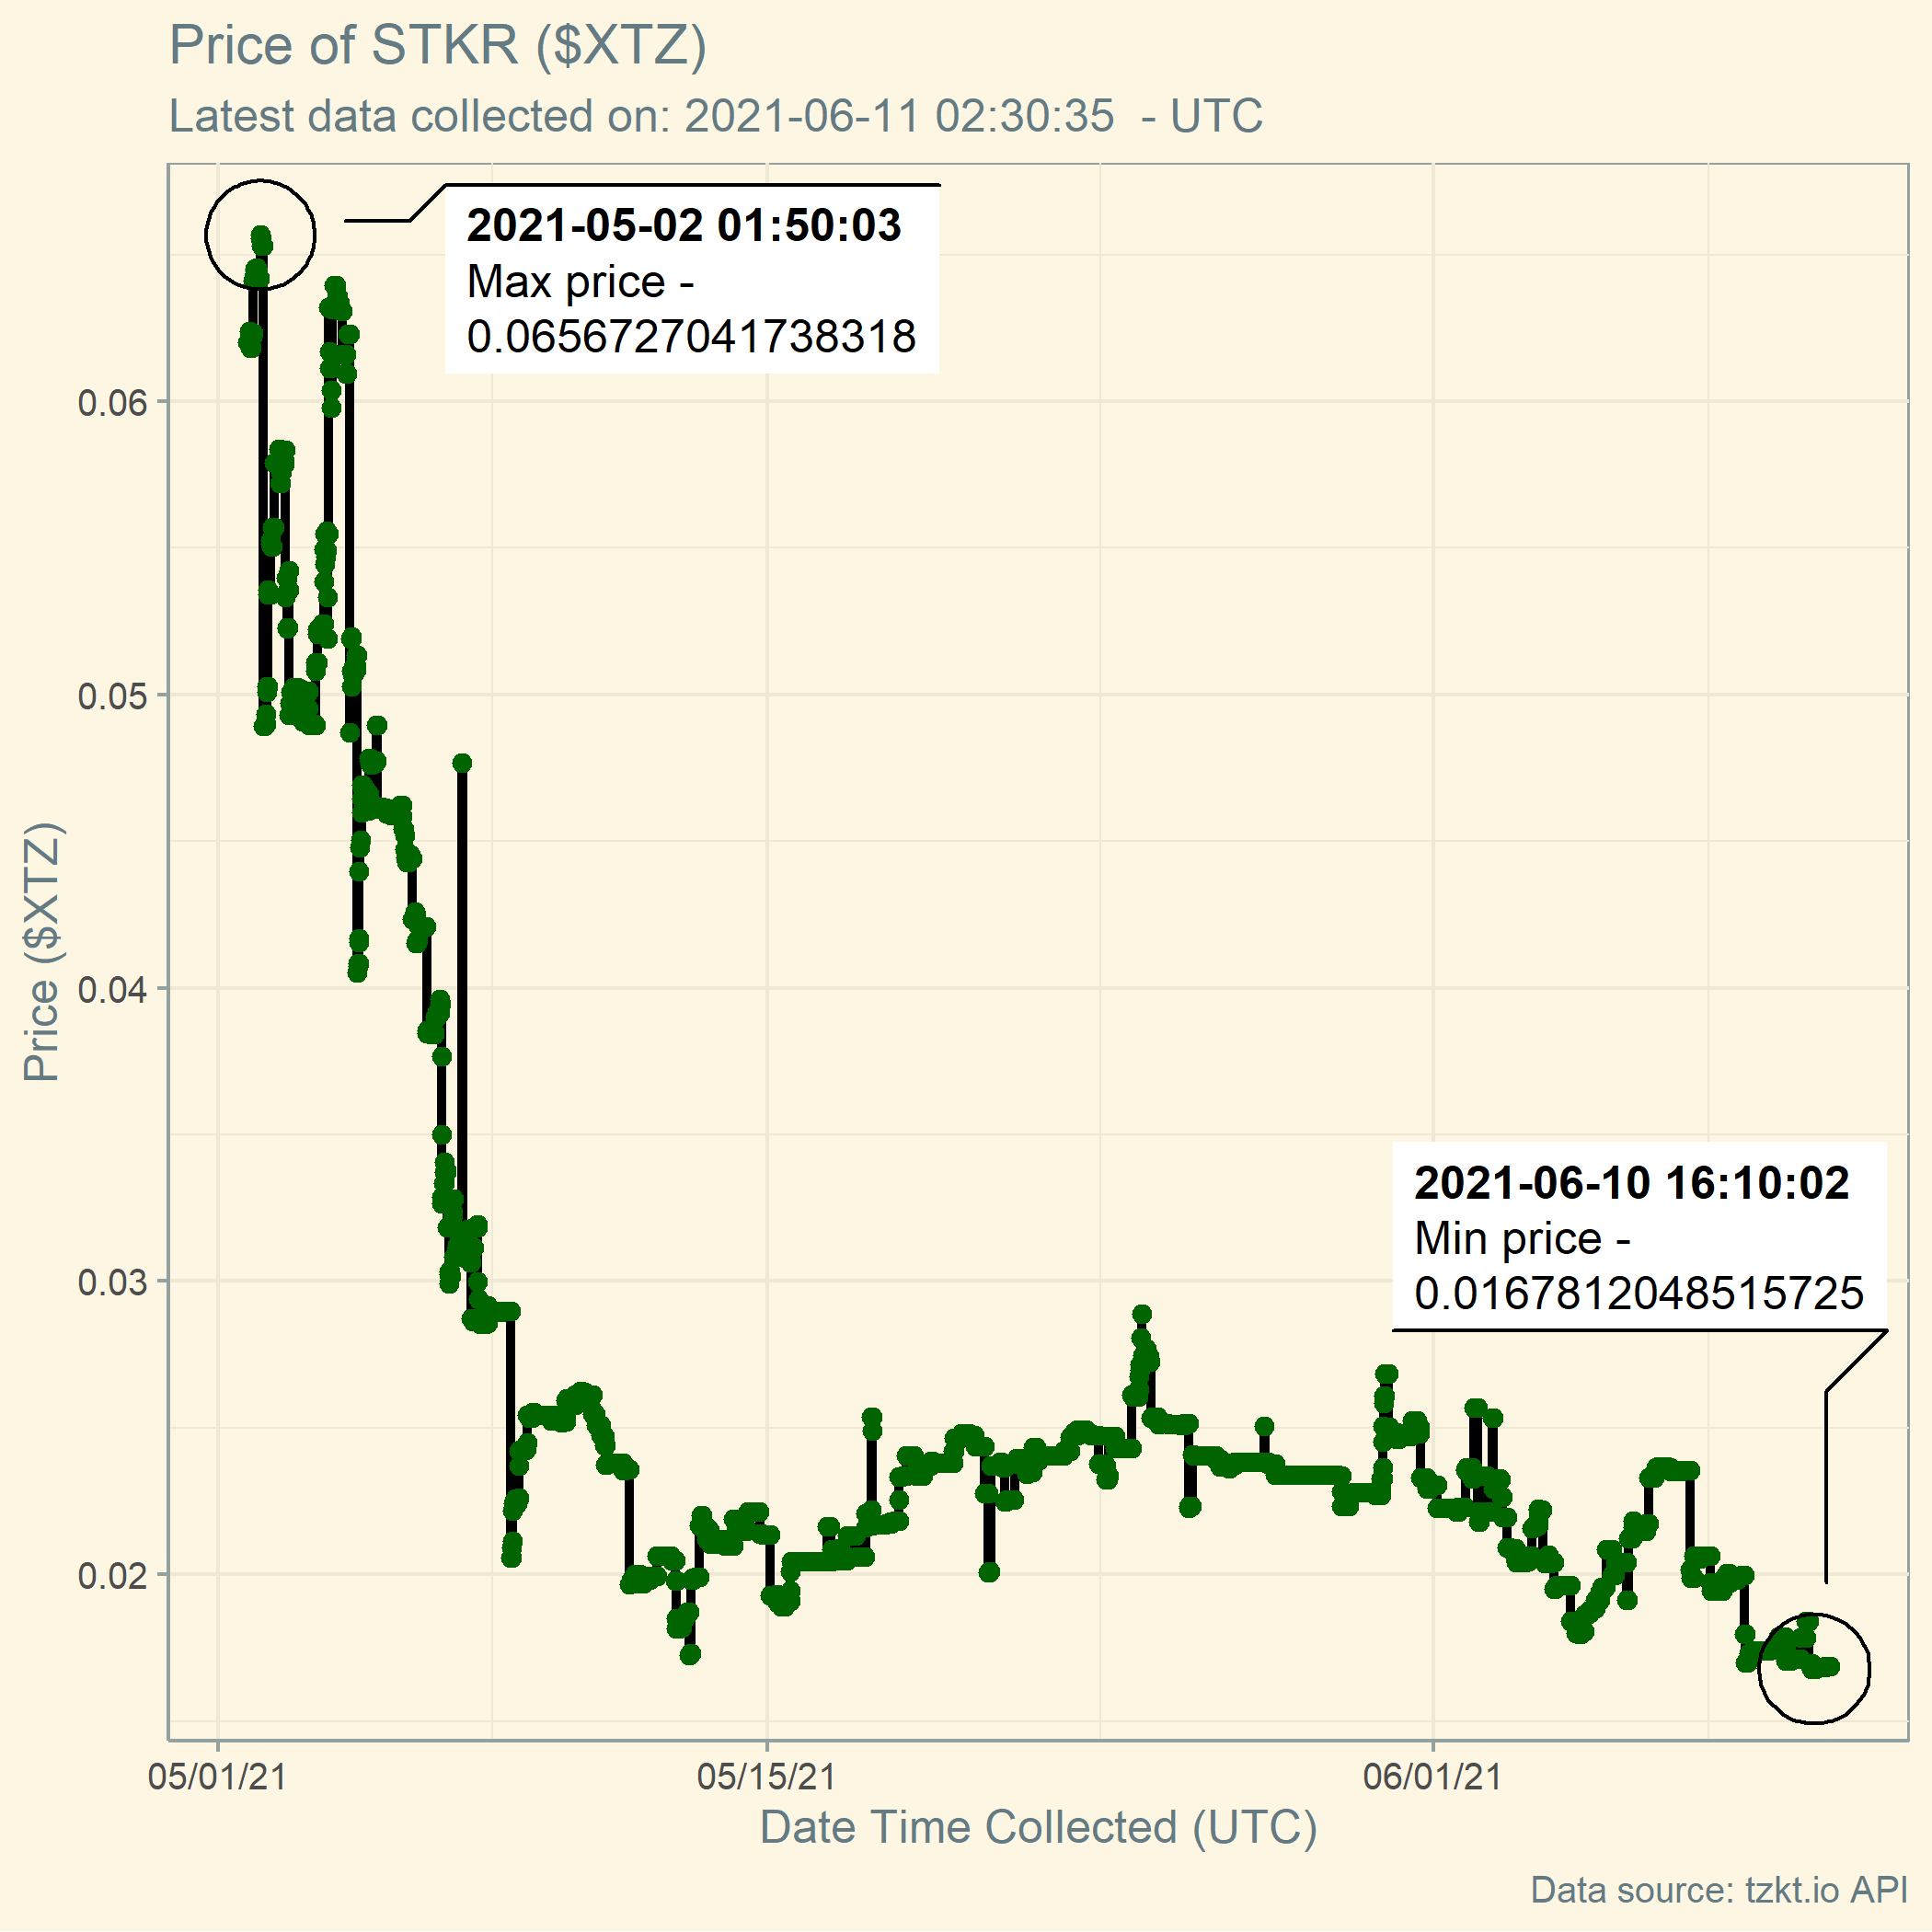 Price of STKR ($XTZ)
Latest data collected on: 2021-06-11 02:30:35  - UTC
2021-05-02 01:50:03
Max price -
0.0656727041738318
0.06
0.05
0.04
0.03
0.02
Price ($XTZ)
2021-06-10 16:10:02
Min price -
0.0167812048515725
05/01/21
05/15/21
06/01/21
Date Time Collected (UTC)
Data source: tzkt.io API